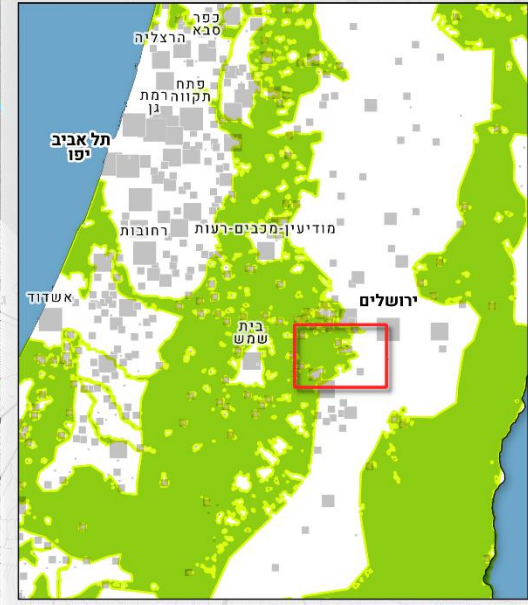 כפר
סבא
הרצליה
פתח
תקווה
רמת
גן
תל אביב
יפו
רחובות
מודיעין-מכבים-רעות
אשדוד
ירושלים
בית
שמש